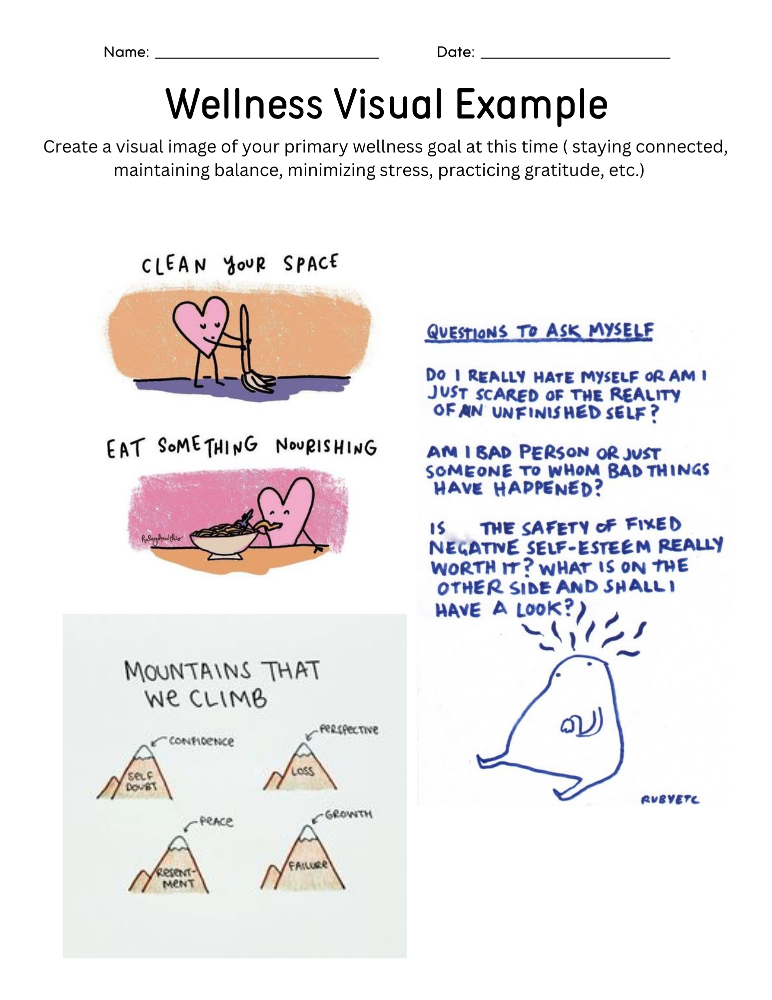 Name:
Date:
Wellness Visual Example
Create a visual image of your primary wellness goal at this time ( staying connected,
maintaining balance, minimizing stress, practicing gratitude, etc.)
CLEAN YOUR SPACE
EAT SOMETHING NOURISHING
haleydrewthis
MOUNTAINS THAT
WE CLIMB
CONFIDENCE
SELF
DOUBT
PERSPECTIVE
LOSS
PEACE
RESENT-
MENT
GROWTH
FAILURE
QUESTIONS TO ASK MYSELF
DO I REALLY HATE MYSELF OR AM I
JUST SCARED OF THE REALITY
OF AN UNFINISHED SELF?
AM I BAD PERSON OR JUST
SOMEONE TO WHOM BAD THINGS
HAVE HAPPENED?
IS THE SAFETY OF FIXED
NEGATIVE SELF-ESTEEM REALLY
WORTH IT? WHAT IS ON THE
OTHER SIDE AND SHALL I
HAVE A LOOK?)
RUBYETC